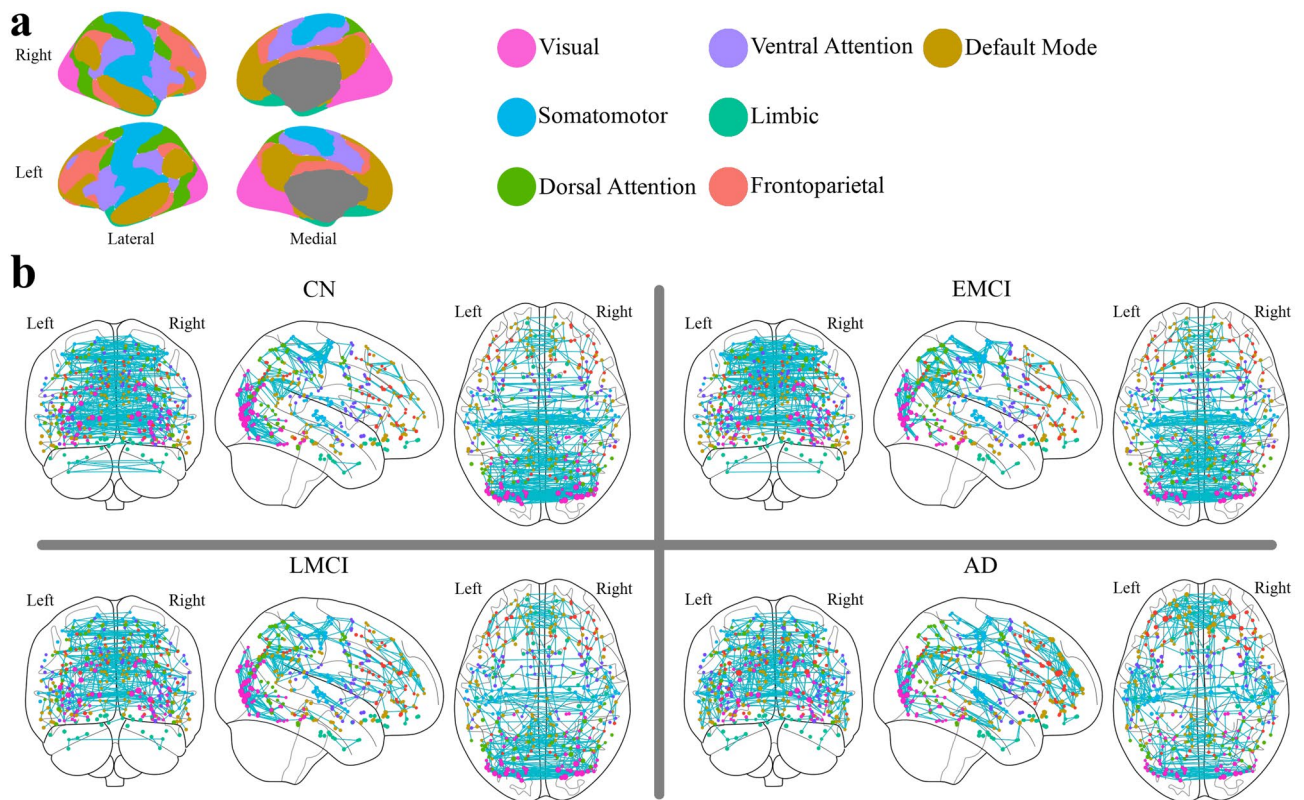 a
Right
Left
Lateral
Medial
Visual
Ventral Attention
Default Mode
Somatomotor
Limbic
Dorsal Attention
Frontoparietal
b
CN
Left
Right
Left
Right
EMCI
Left
Right
Left
Right
LMCI
Left
Right
Left
Right
AD
Left
Right
Left
Right